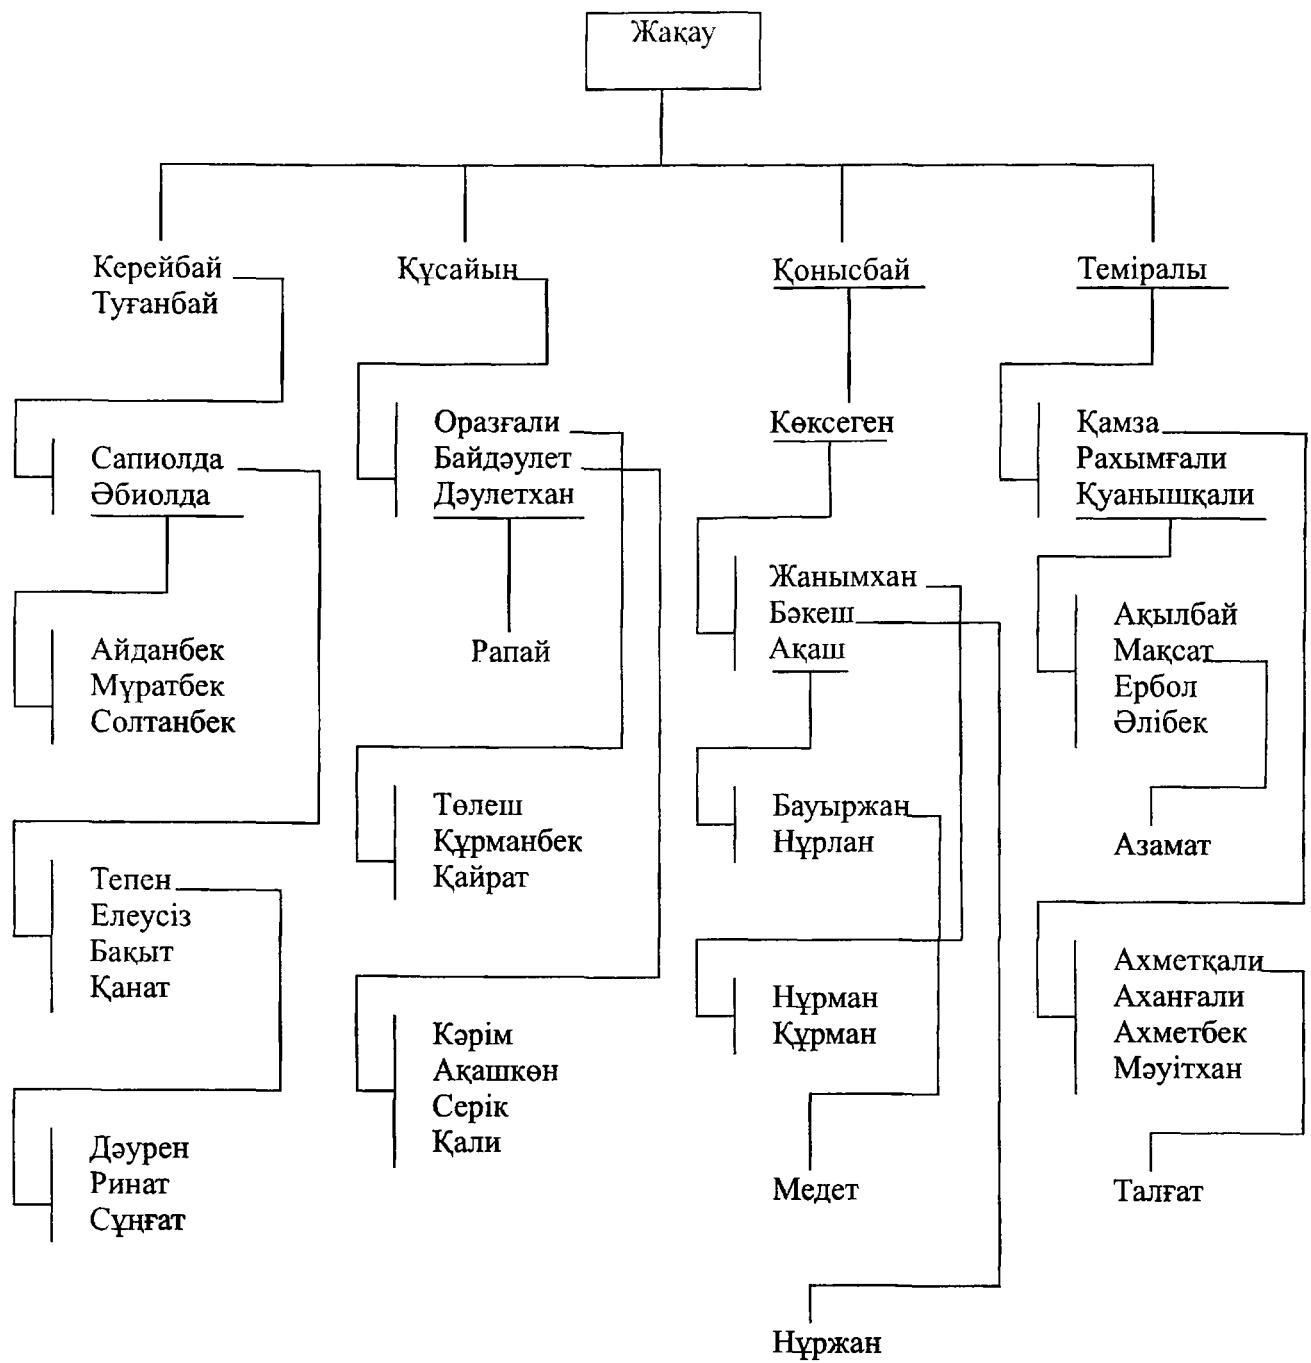 Жақау
Керейбай
Туғанбай
Сапиолда
Әбиолда
Айданбек
Мұратбек
Солтанбек
Тепен
Елеусіз
Бақыт
Қанат
Дәурен
Ринат
Сұңғат
Құсайын
Оразғали
Байдәулет
Дәулетхан
Рапай
Төлеш
Құрманбек
Қайрат
Кәрім
Ақашкөн
Серік
Қали
Қонысбай
Көксеген
Жанымхан
Бәкеш
Ақаш
Бауыржан
Нұрлан
Нұрман
Құрман
Медет
Нұржан
Теміралы
Қамза
Рахымғали
Қуанышқали
Ақылбай
Мақсат
Ербол
Әлібек
Азамат
Ахметқали
Аханғали
Ахметбек
Мәуітхан
Талғат